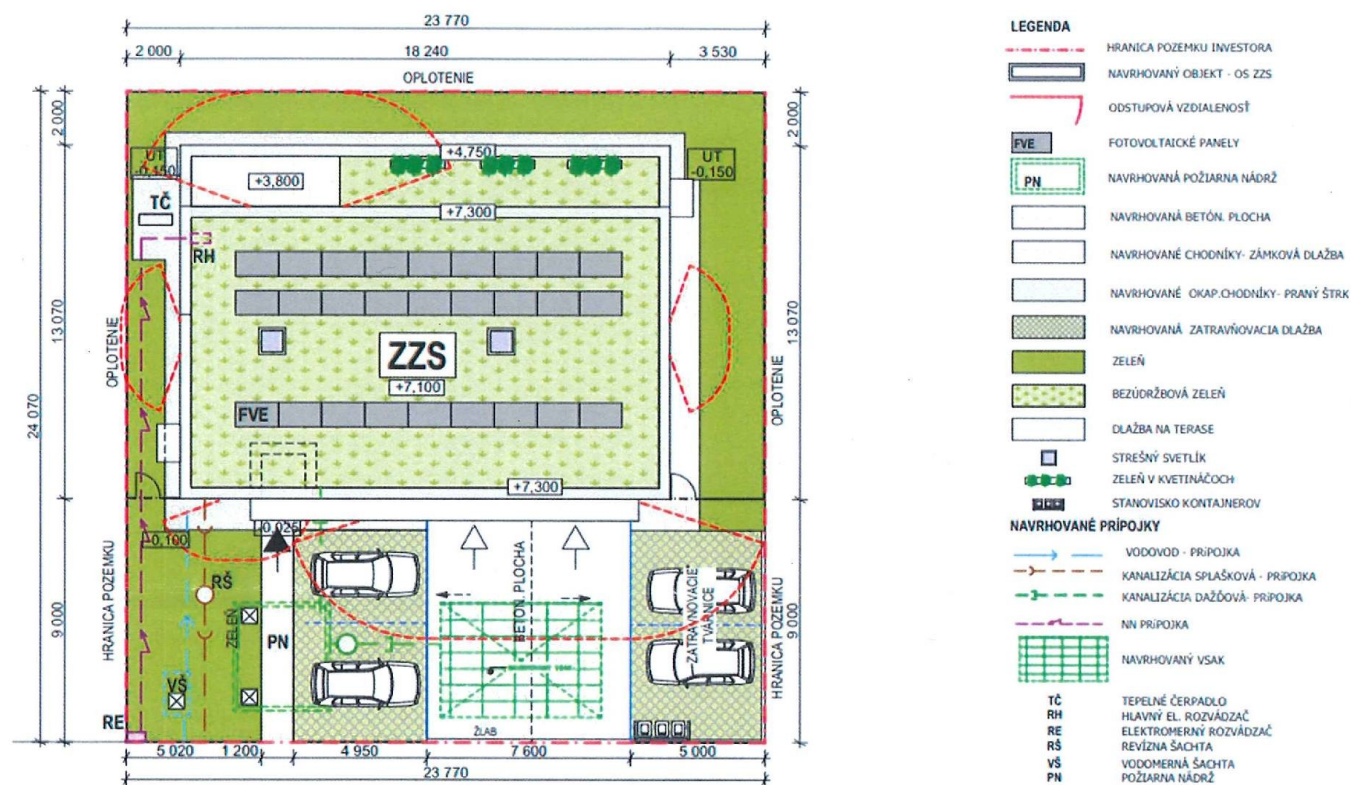 23 770
2 000
18 240
3 530
OPLOTENIE
24 070
2 000
13 070
9 000
OPLOTENIE
HRANICA POZEMKU
UT
-0,150
+4,750
UT
-0,150
+3,800
TČ
+7,300
RH
ZZS
+7,100
FVE
+7,300
-0,100
-0,025
RŠ
ZELEŇ
PN
VŠ
RE
BETÓN. PLOCHA
ZATRAVŇOVACIE
TVÁRNICE
ŽĽAB
2 000
13 070
OPLOTENIE
9 000
HRANICA POZEMKU
5 020
1 200
4 950
7 600
5 000
23 770
LEGENDA
HRANICA POZEMKU INVESTORA
NAVRHOVANÝ OBJEKT - OS ZZS
ODSTUPOVÁ VZDIALENOSŤ
FVE FOTOVOLTAICKÉ PANELY
PN NAVRHOVANÁ POŽIARNA NÁDRŽ
NAVRHOVANÁ BETÓN. PLOCHA
NAVRHOVANÉ CHODNÍKY- ZÁMKOVÁ DLAŽBA
NAVRHOVANÉ OKAP.CHODNÍKY- PRANÝ ŠTRK
NAVRHOVANÁ ZATRAVŇOVACIA DLAŽBA
ZELEŇ
BEZÚDRŽBOVÁ ZELEŇ
DLAŽBA NA TERASE
STREŠNÝ SVETLÍK
ZELEŇ V KVETINÁČOCH
STANOVISKO KONTAJNEROV
NAVRHOVANÉ PRÍPOJKY
VODOVOD - PRÍPOJKA
KANALIZÁCIA SPLAŠKOVÁ - PRÍPOJKA
KANALIZÁCIA DAŽĎOVÁ- PRÍPOJKA
NN PRÍPOJKA
NAVRHOVANÝ VSAK
TČ TEPELNÉ ČERPADLO
RH HLAVNÝ EL. ROZVÁDZAČ
RE ELEKTROMERNÝ ROZVÁDZAČ
RŠ REVÍZNA ŠACHTA
VŠ VODOMERNÁ ŠACHTA
PN POŽIARNA NÁDRŽ